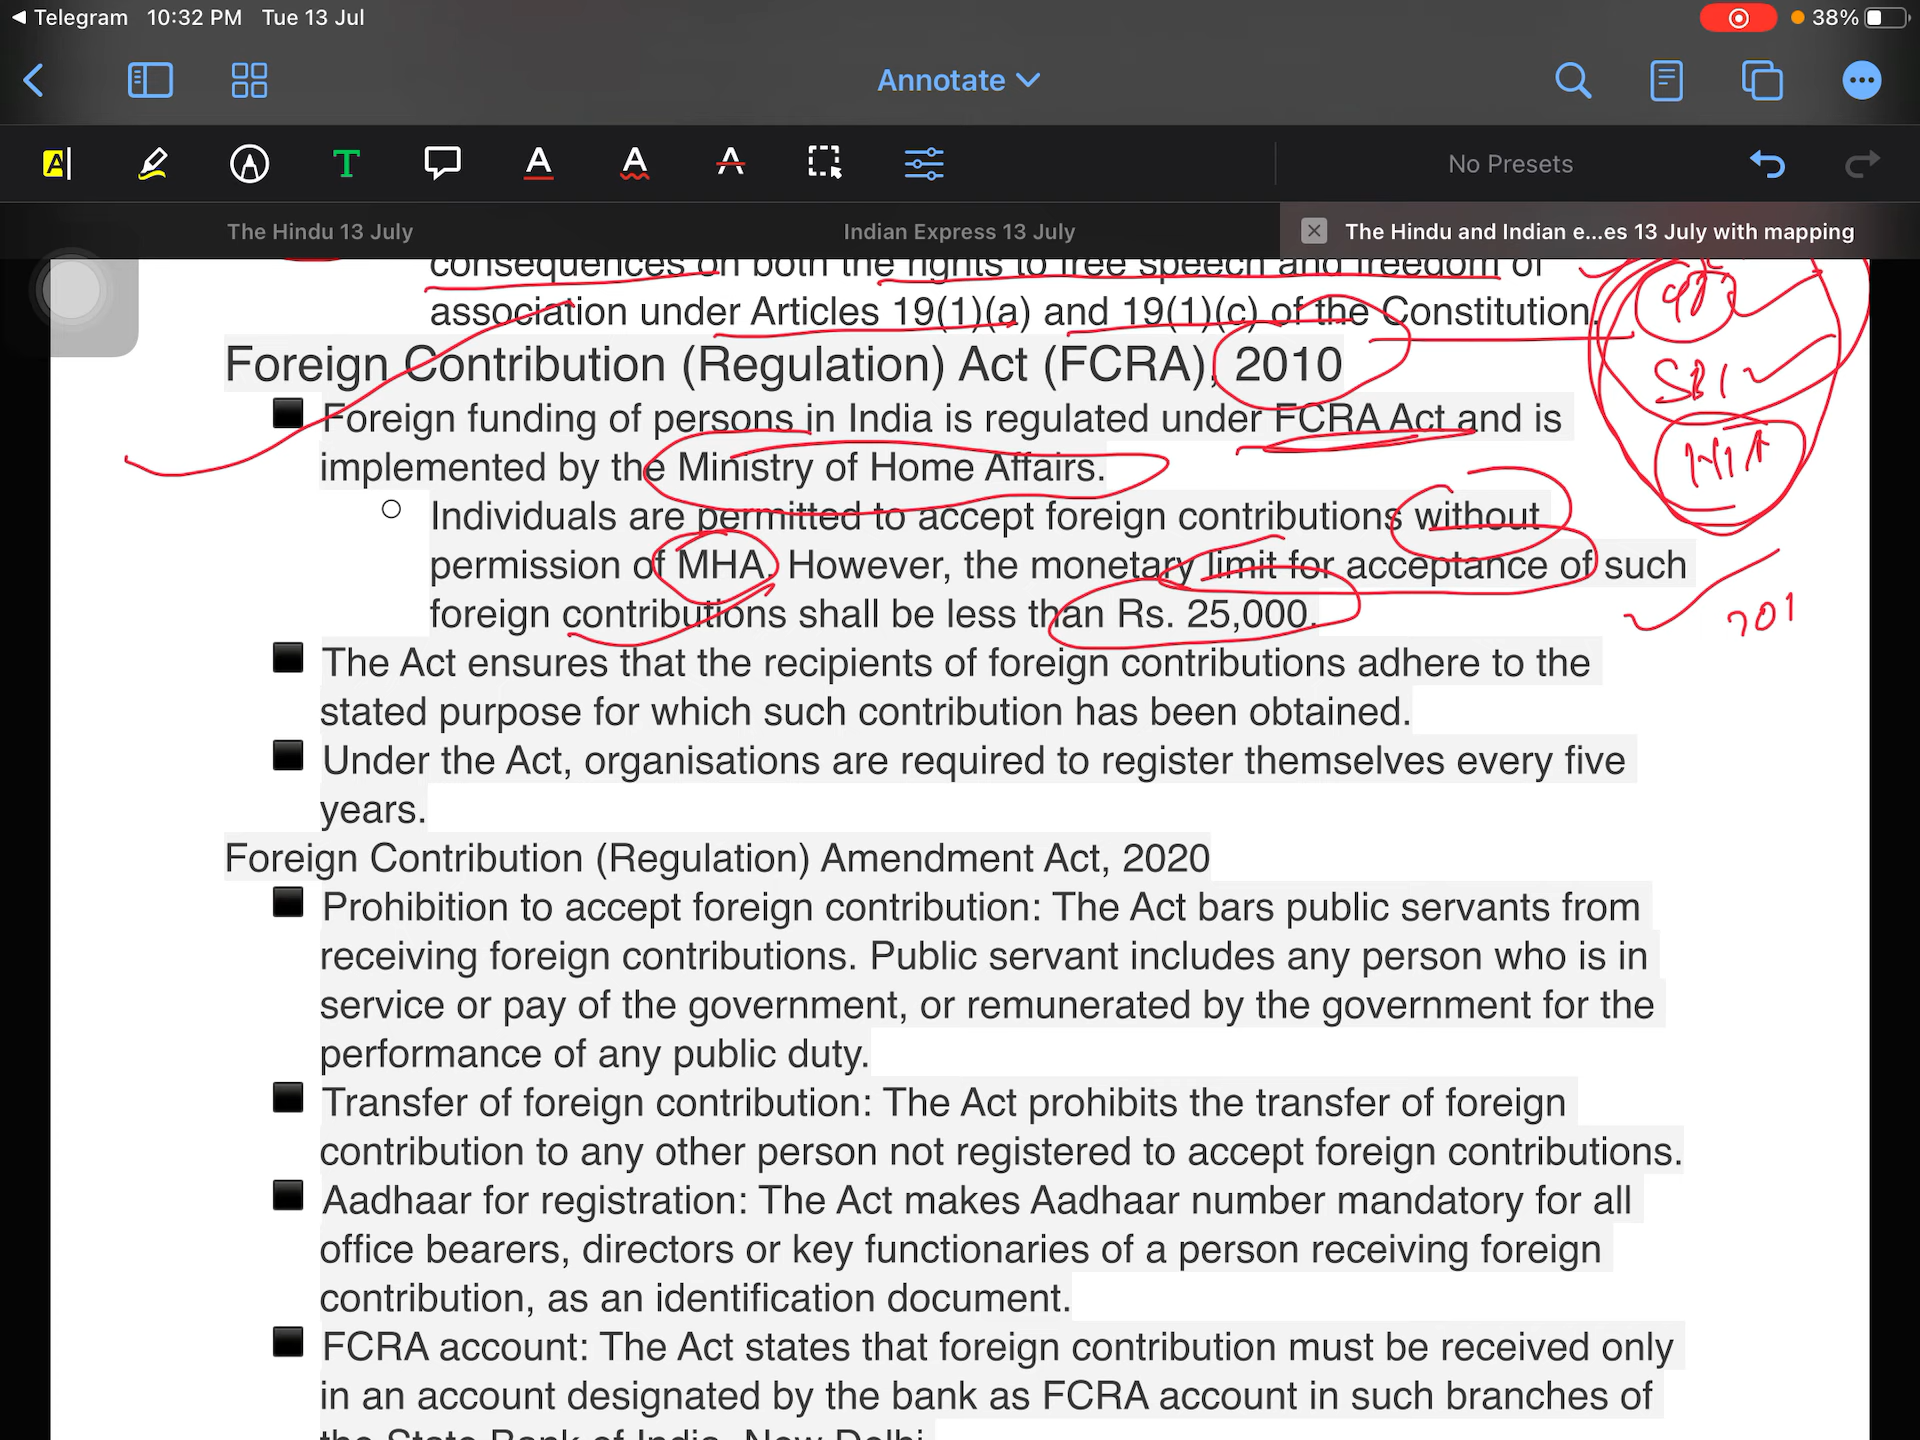 Telegram 10:32 PM Tue 13 Jul
38%
Annotate
A
A
T
A
A
A
No Presets
The Hindu 13 July
Indian Express 13 July
The Hindu and Indian e...es 13 July with mapping
consequences on both the rights to free speech and freedom of
association under Articles 19(1)(a) and 19(1)(c) of the Constitution.
Foreign Contribution (Regulation) Act (FCRA), 2010
SBI
Foreign funding of persons in India is regulated under FCRA Act and is
implemented by the Ministry of Home Affairs.
Individuals are permitted to accept foreign contributions without
permission of MHA. However, the monetary limit for acceptance of such
foreign contributions shall be less than Rs. 25,000.
201
The Act ensures that the recipients of foreign contributions adhere to the
stated purpose for which such contribution has been obtained.
Under the Act, organisations are required to register themselves every five
years.
Foreign Contribution (Regulation) Amendment Act, 2020
Prohibition to accept foreign contribution: The Act bars public servants from
receiving foreign contributions. Public servant includes any person who is in
service or pay of the government, or remunerated by the government for the
performance of any public duty.
Transfer of foreign contribution: The Act prohibits the transfer of foreign
contribution to any other person not registered to accept foreign contributions.
Aadhaar for registration: The Act makes Aadhaar number mandatory for all
office bearers, directors or key functionaries of a person receiving foreign
contribution, as an identification document.
FCRA account: The Act states that foreign contribution must be received only
in an account designated by the bank as FCRA account in such branches of
the State Bank of India, New Delhi